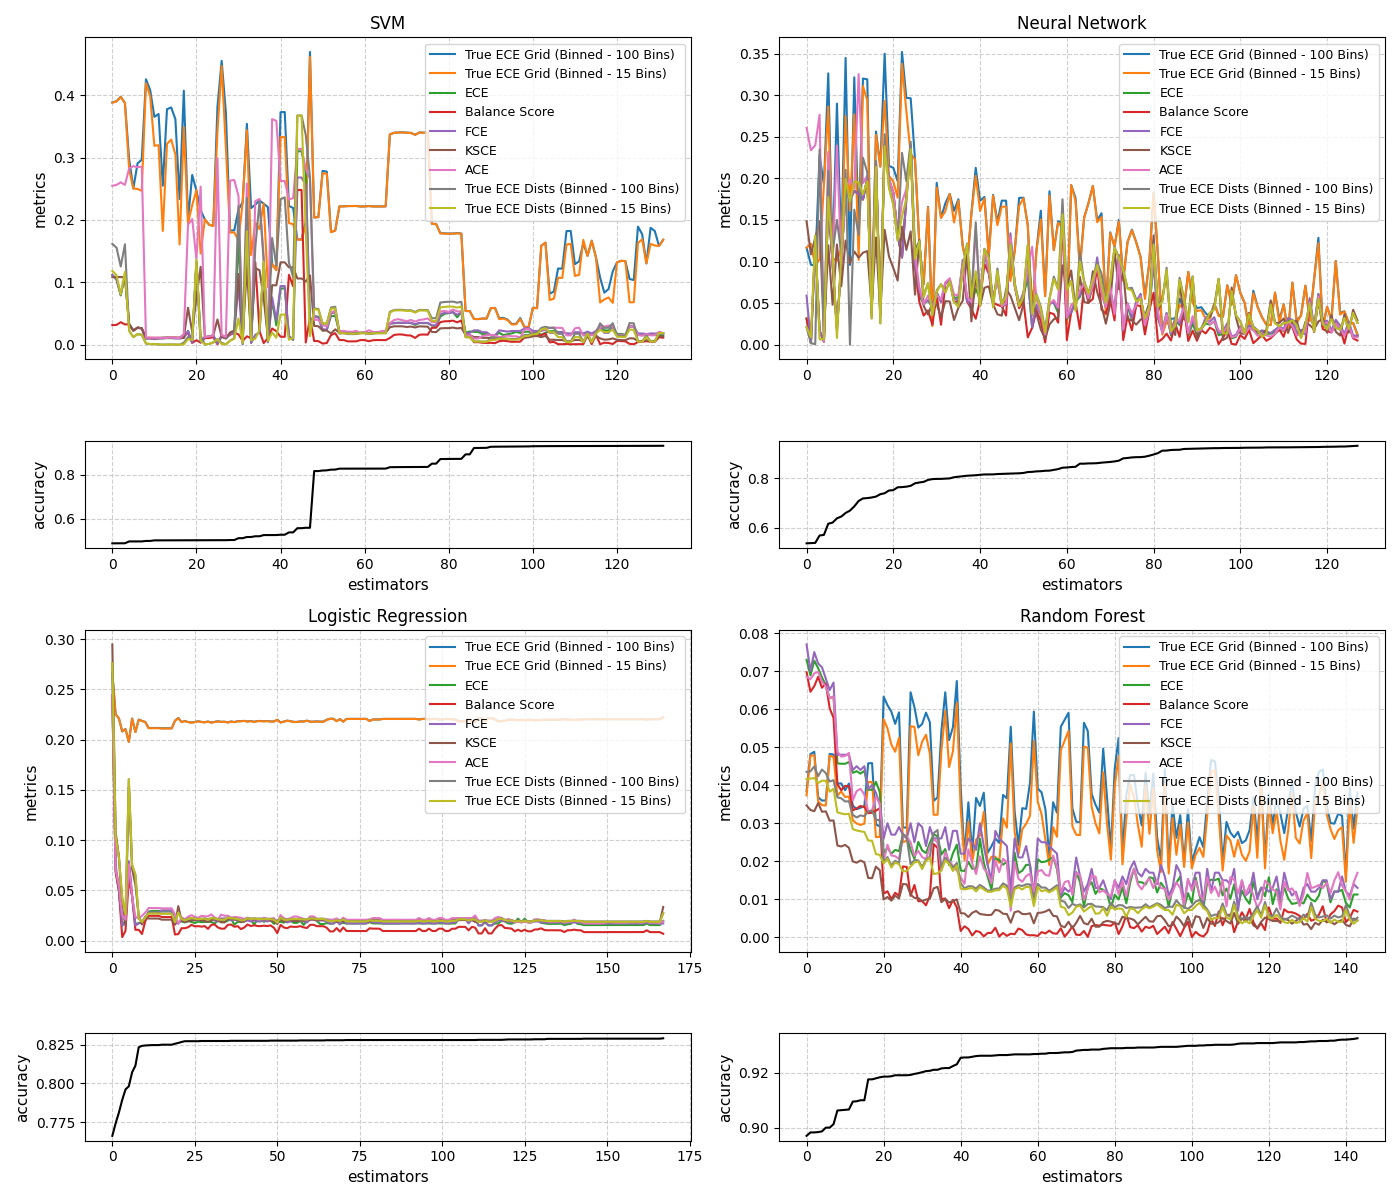 SVM
True ECE Grid (Binned - 100 Bins)
True ECE Grid (Binned - 15 Bins)
ECE
Balance Score
FCE
KSCE
ACE
True ECE Dists (Binned - 100 Bins)
True ECE Dists (Binned - 15 Bins)
metrics
0.4
0.3
0.2
0.1
0.0
0 20 40 60 80 100 120
accuracy
0.8
0.6
0 20 40 60 80 100 120
estimators
Neural Network
True ECE Grid (Binned - 100 Bins)
True ECE Grid (Binned - 15 Bins)
ECE
Balance Score
FCE
KSCE
ACE
True ECE Dists (Binned - 100 Bins)
True ECE Dists (Binned - 15 Bins)
metrics
0.35
0.30
0.25
0.20
0.15
0.10
0.05
0.00
0 20 40 60 80 100 120
accuracy
0.8
0.6
0 20 40 60 80 100 120
estimators
Logistic Regression
True ECE Grid (Binned - 100 Bins)
True ECE Grid (Binned - 15 Bins)
ECE
Balance Score
FCE
KSCE
ACE
True ECE Dists (Binned - 100 Bins)
True ECE Dists (Binned - 15 Bins)
metrics
0.30
0.25
0.20
0.15
0.10
0.05
0.00
0 25 50 75 100 125 150 175
accuracy
0.825
0.800
0.775
0 25 50 75 100 125 150 175
estimators
Random Forest
True ECE Grid (Binned - 100 Bins)
True ECE Grid (Binned - 15 Bins)
ECE
Balance Score
FCE
KSCE
ACE
True ECE Dists (Binned - 100 Bins)
True ECE Dists (Binned - 15 Bins)
metrics
0.08
0.07
0.06
0.05
0.04
0.03
0.02
0.01
0.00
0 20 40 60 80 100 120 140
accuracy
0.92
0.90
0 20 40 60 80 100 120 140
estimators